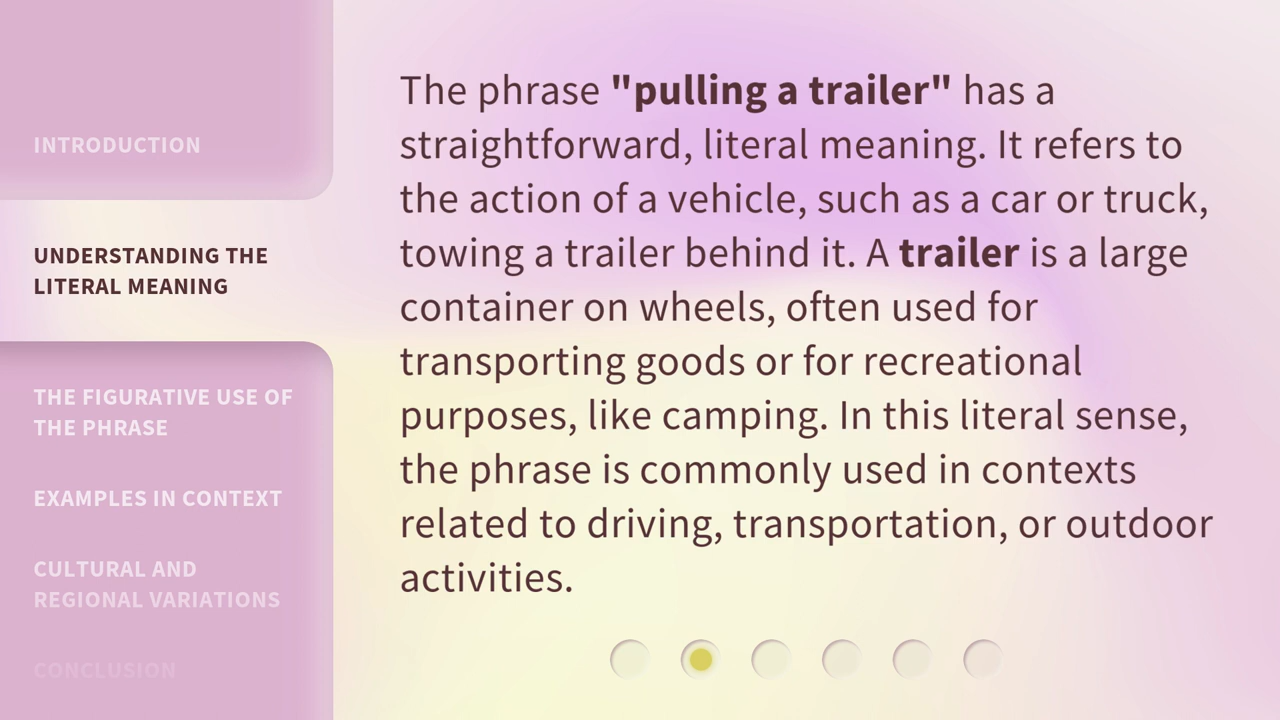 INTRODUCTION
UNDERSTANDING THE
LITERAL MEANING
THE FIGURATIVE USE OF
THE PHRASE
EXAMPLES IN CONTEXT
CULTURAL AND
REGIONAL VARIATIONS
CONCLUSION
The phrase "pulling a trailer" has a
straightforward, literal meaning. It refers to
the action of a vehicle, such as a car or truck,
towing a trailer behind it. A trailer is a large
container on wheels, often used for
transporting goods or for recreational
purposes, like camping. In this literal sense,
the phrase is commonly used in contexts
related to driving, transportation, or outdoor
activities.